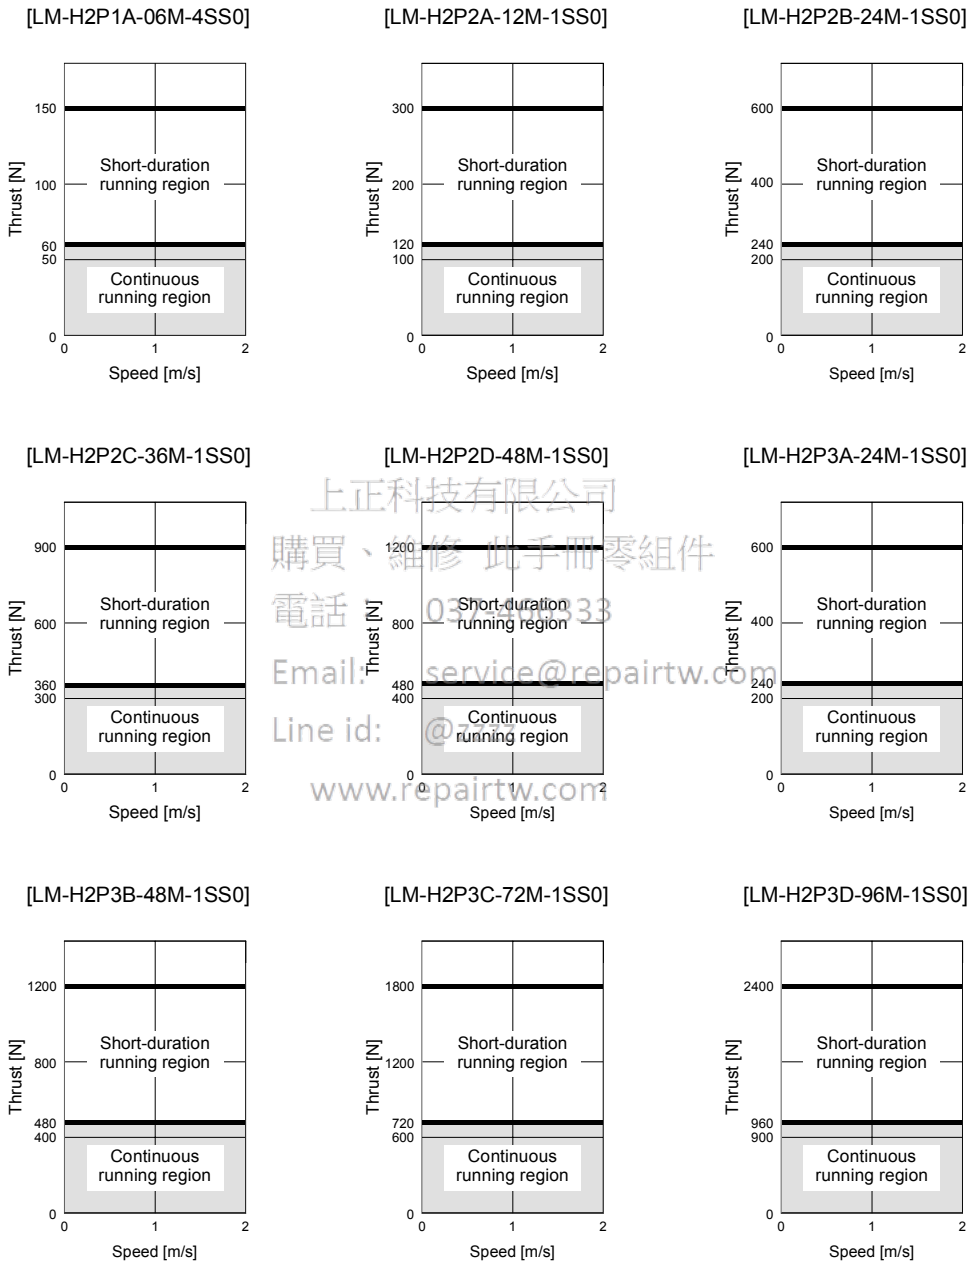 [LM-H2P1A-06M-4SS0]
150
100
60
50
0
Thrust [N]
Short-duration
running region
Continuous
running region
0 1 2
Speed [m/s]
[LM-H2P2A-12M-1SS0]
300
200
120
100
0
Thrust [N]
Short-duration
running region
Continuous
running region
0 1 2
Speed [m/s]
[LM-H2P2B-24M-1SS0]
600
400
240
200
0
Thrust [N]
Short-duration
running region
Continuous
running region
0 1 2
Speed [m/s]
[LM-H2P2C-36M-1SS0]
900
600
360
300
0
Thrust [N]
Short-duration
running region
Continuous
running region
0 1 2
Speed [m/s]
[LM-H2P2D-48M-1SS0]
1200
800
480
400
0
Thrust [N]
Short-duration
running region
Continuous
running region
0 1 2
Speed [m/s]
[LM-H2P3A-24M-1SS0]
600
400
240
200
0
Thrust [N]
Short-duration
running region
Continuous
running region
0 1 2
Speed [m/s]
上正科技有限公司
購買、維修 此手冊零組件
電話： 037-466333
Email: service@repairtw.com
Line id: @zzzz
www.repairtw.com
[LM-H2P3B-48M-1SS0]
1200
800
480
400
0
Thrust [N]
Short-duration
running region
Continuous
running region
0 1 2
Speed [m/s]
[LM-H2P3C-72M-1SS0]
1800
1200
720
600
0
Thrust [N]
Short-duration
running region
Continuous
running region
0 1 2
Speed [m/s]
[LM-H2P3D-96M-1SS0]
2400
960
900
0
Thrust [N]
Short-duration
running region
Continuous
running region
0 1 2
Speed [m/s]